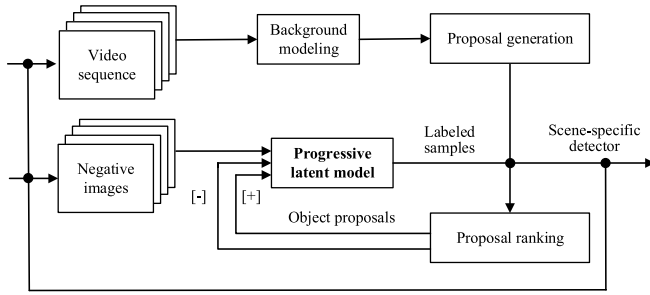 Video
sequence
Background
modeling
Proposal generation
Negative
images
Progressive
latent model
Labeled
samples
Scene-specific
detector
[-]
[+]
Object proposals
Proposal ranking